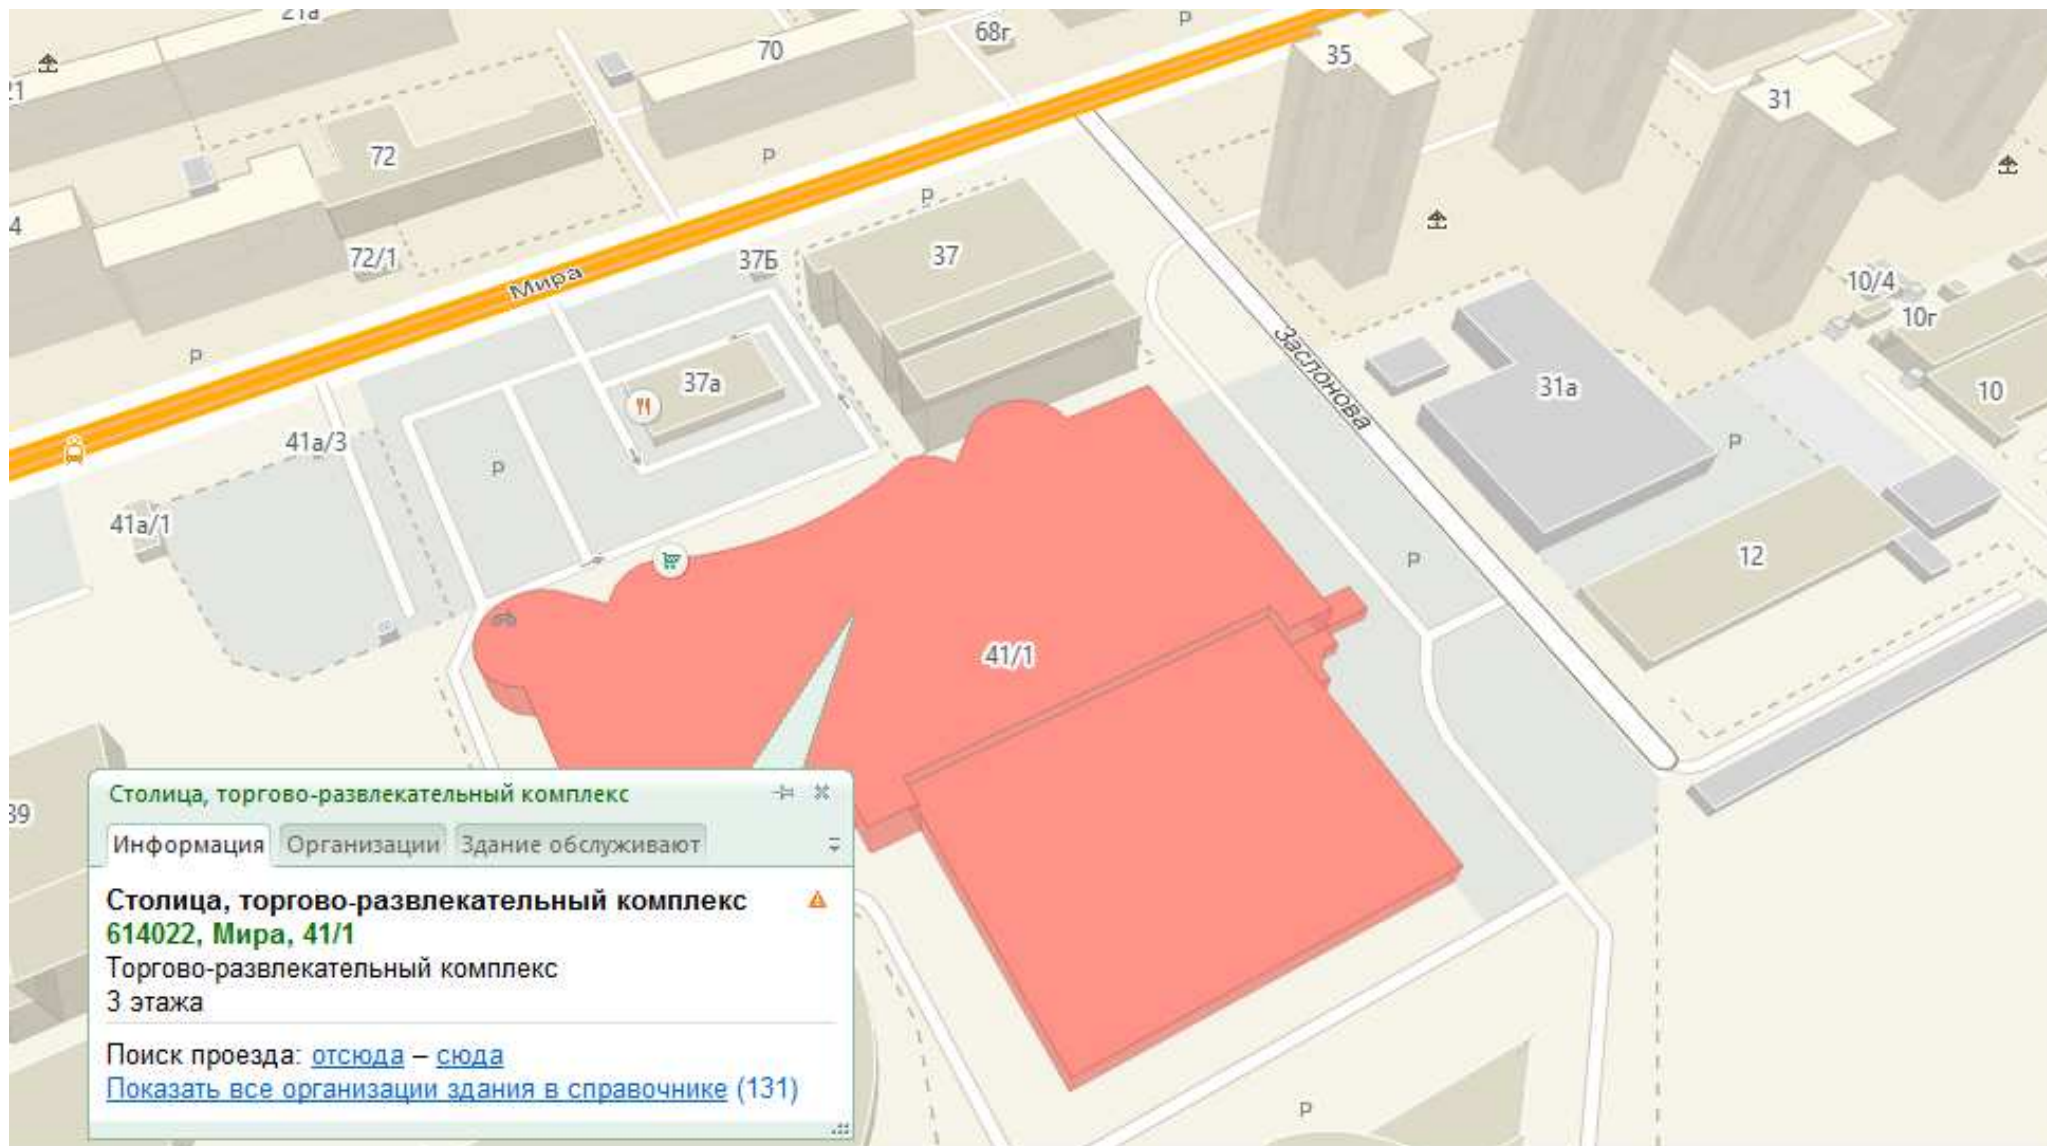 21а
68г
70
Р
35
31
21
72
Р
Р
4
72/1
37Б
37
10/4
10г
Мира
Р
Заслонова
37а
31а
10
41а/3
Р
Р
41а/1
Р
12
41/1
39
Столица, торгово-развлекательный комплекс
Информация Организации Здание обслуживают
Столица, торгово-развлекательный комплекс
614022, Мира, 41/1
Торгово-развлекательный комплекс
3 этажа
Поиск проезда: отсюда – сюда
Показать все организации здания в справочнике (131)
Р